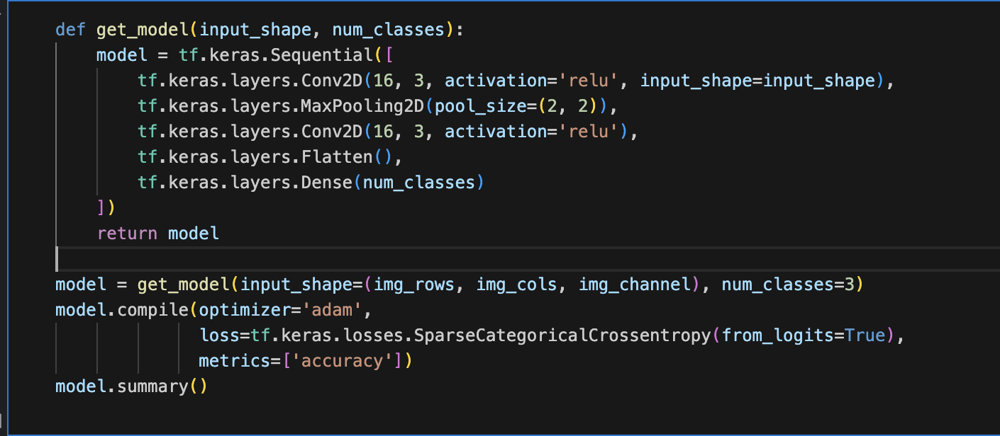 def get_model(input_shape, num_classes):
    model = tf.keras.Sequential([
        tf.keras.layers.Conv2D(16, 3, activation='relu', input_shape=input_shape),
        tf.keras.layers.MaxPooling2D(pool_size=(2, 2)),
        tf.keras.layers.Conv2D(16, 3, activation='relu'),
        tf.keras.layers.Flatten(),
        tf.keras.layers.Dense(num_classes)
    ])
    return model

model = get_model(input_shape=(img_rows, img_cols, img_channel), num_classes=3)
model.compile(optimizer='adam',
              loss=tf.keras.losses.SparseCategoricalCrossentropy(from_logits=True),
              metrics=['accuracy'])
model.summary()